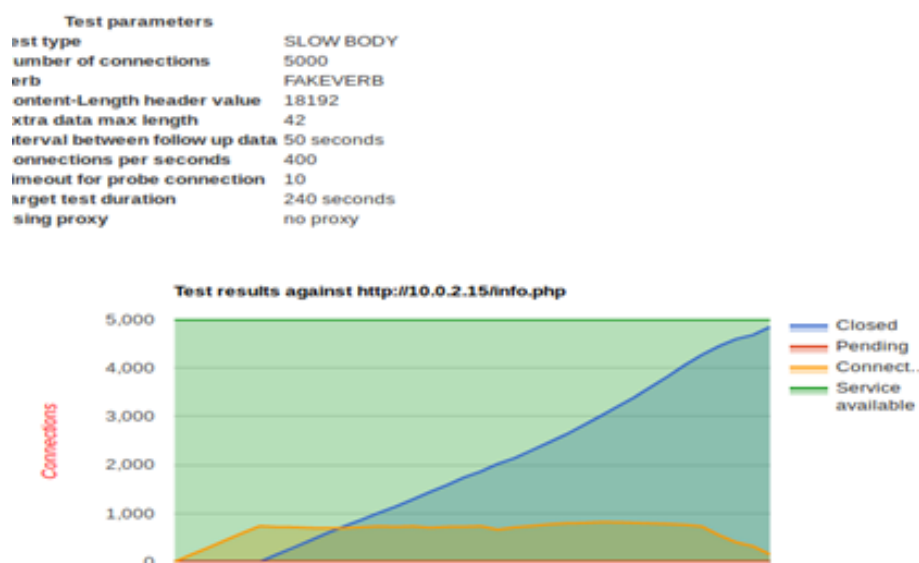 Test parameters
est type SLOW BODY
umber of connections 5000
erb FAKEVERB
ontent-Length header value 18192
xtra data max length 42
terval between follow up data 50 seconds
onnections per seconds 400
imeout for probe connection 10
arget test duration 240 seconds
sing proxy no proxy
Test results against http://10.0.2.15/info.php
5,000
4,000
3,000
2,000
1,000
0
Connections
Closed
Pending
Connect..
Service
available